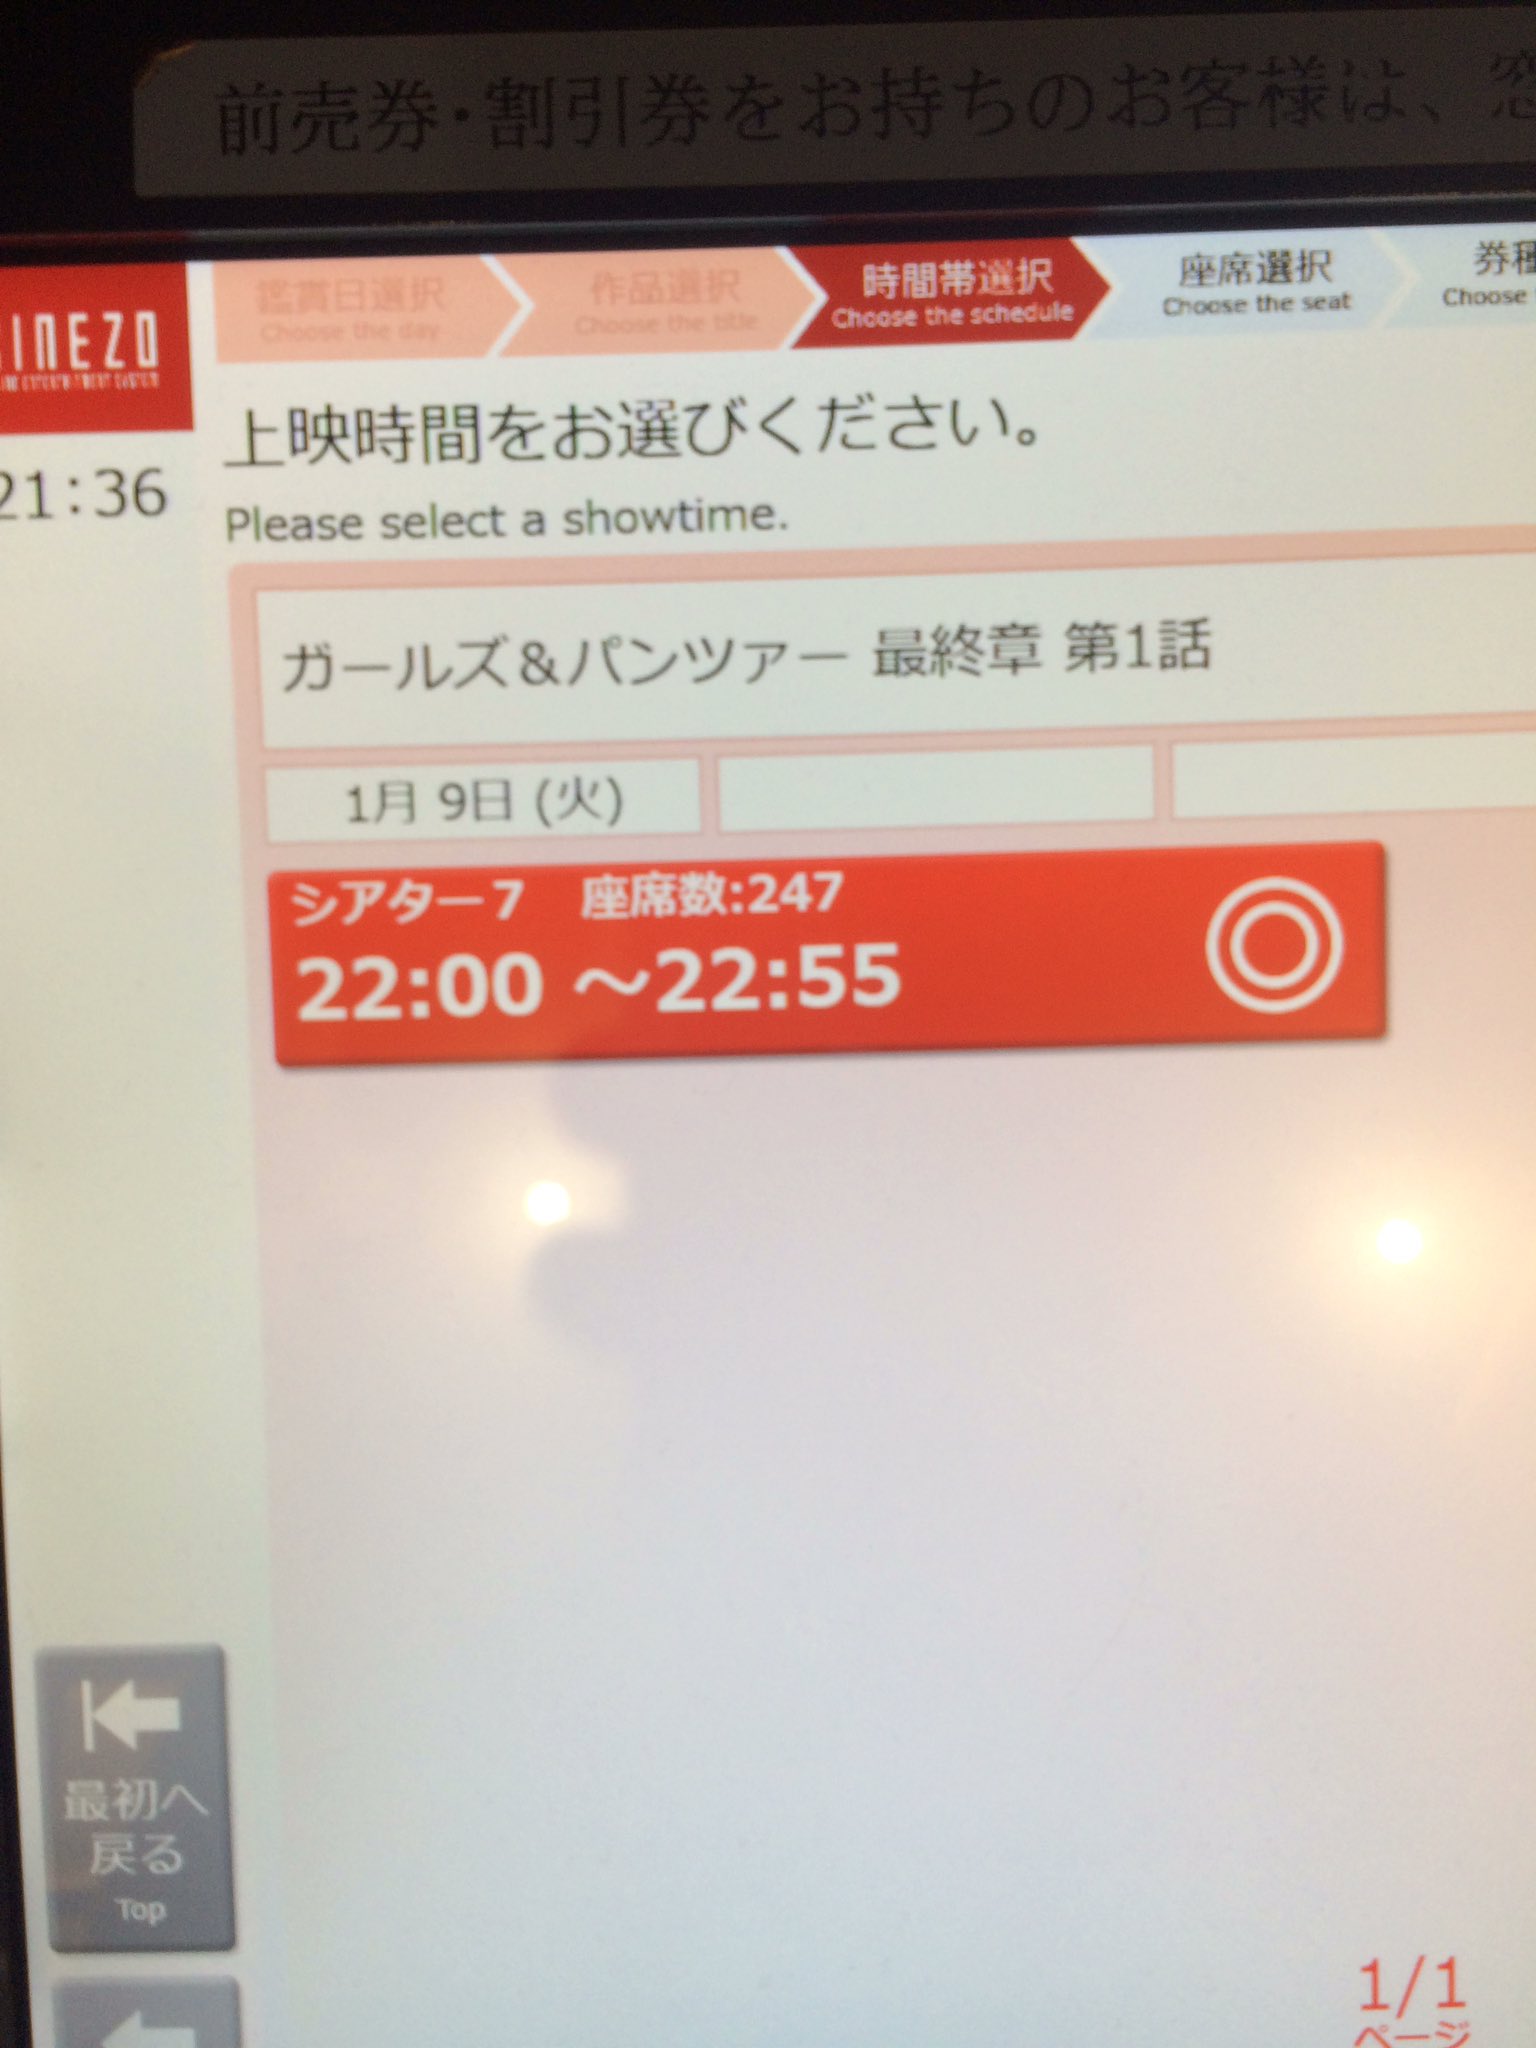 前売券・割引券をお持ちのお客様は、
INEZO
鑑賞日選択
Choose the day
作品選択
Choose the title
時間帯選択
Choose the schedule
座席選択
Choose the seat
券種
Choose
21:36
上映時間をお選びください。
Please select a showtime.
ガールズ&パンツァー 最終章 第1話
1月 9日 (火)
シアター7 座席数:247
22:00 ～22:55
最初へ
戻る
Top
1/1
ページ